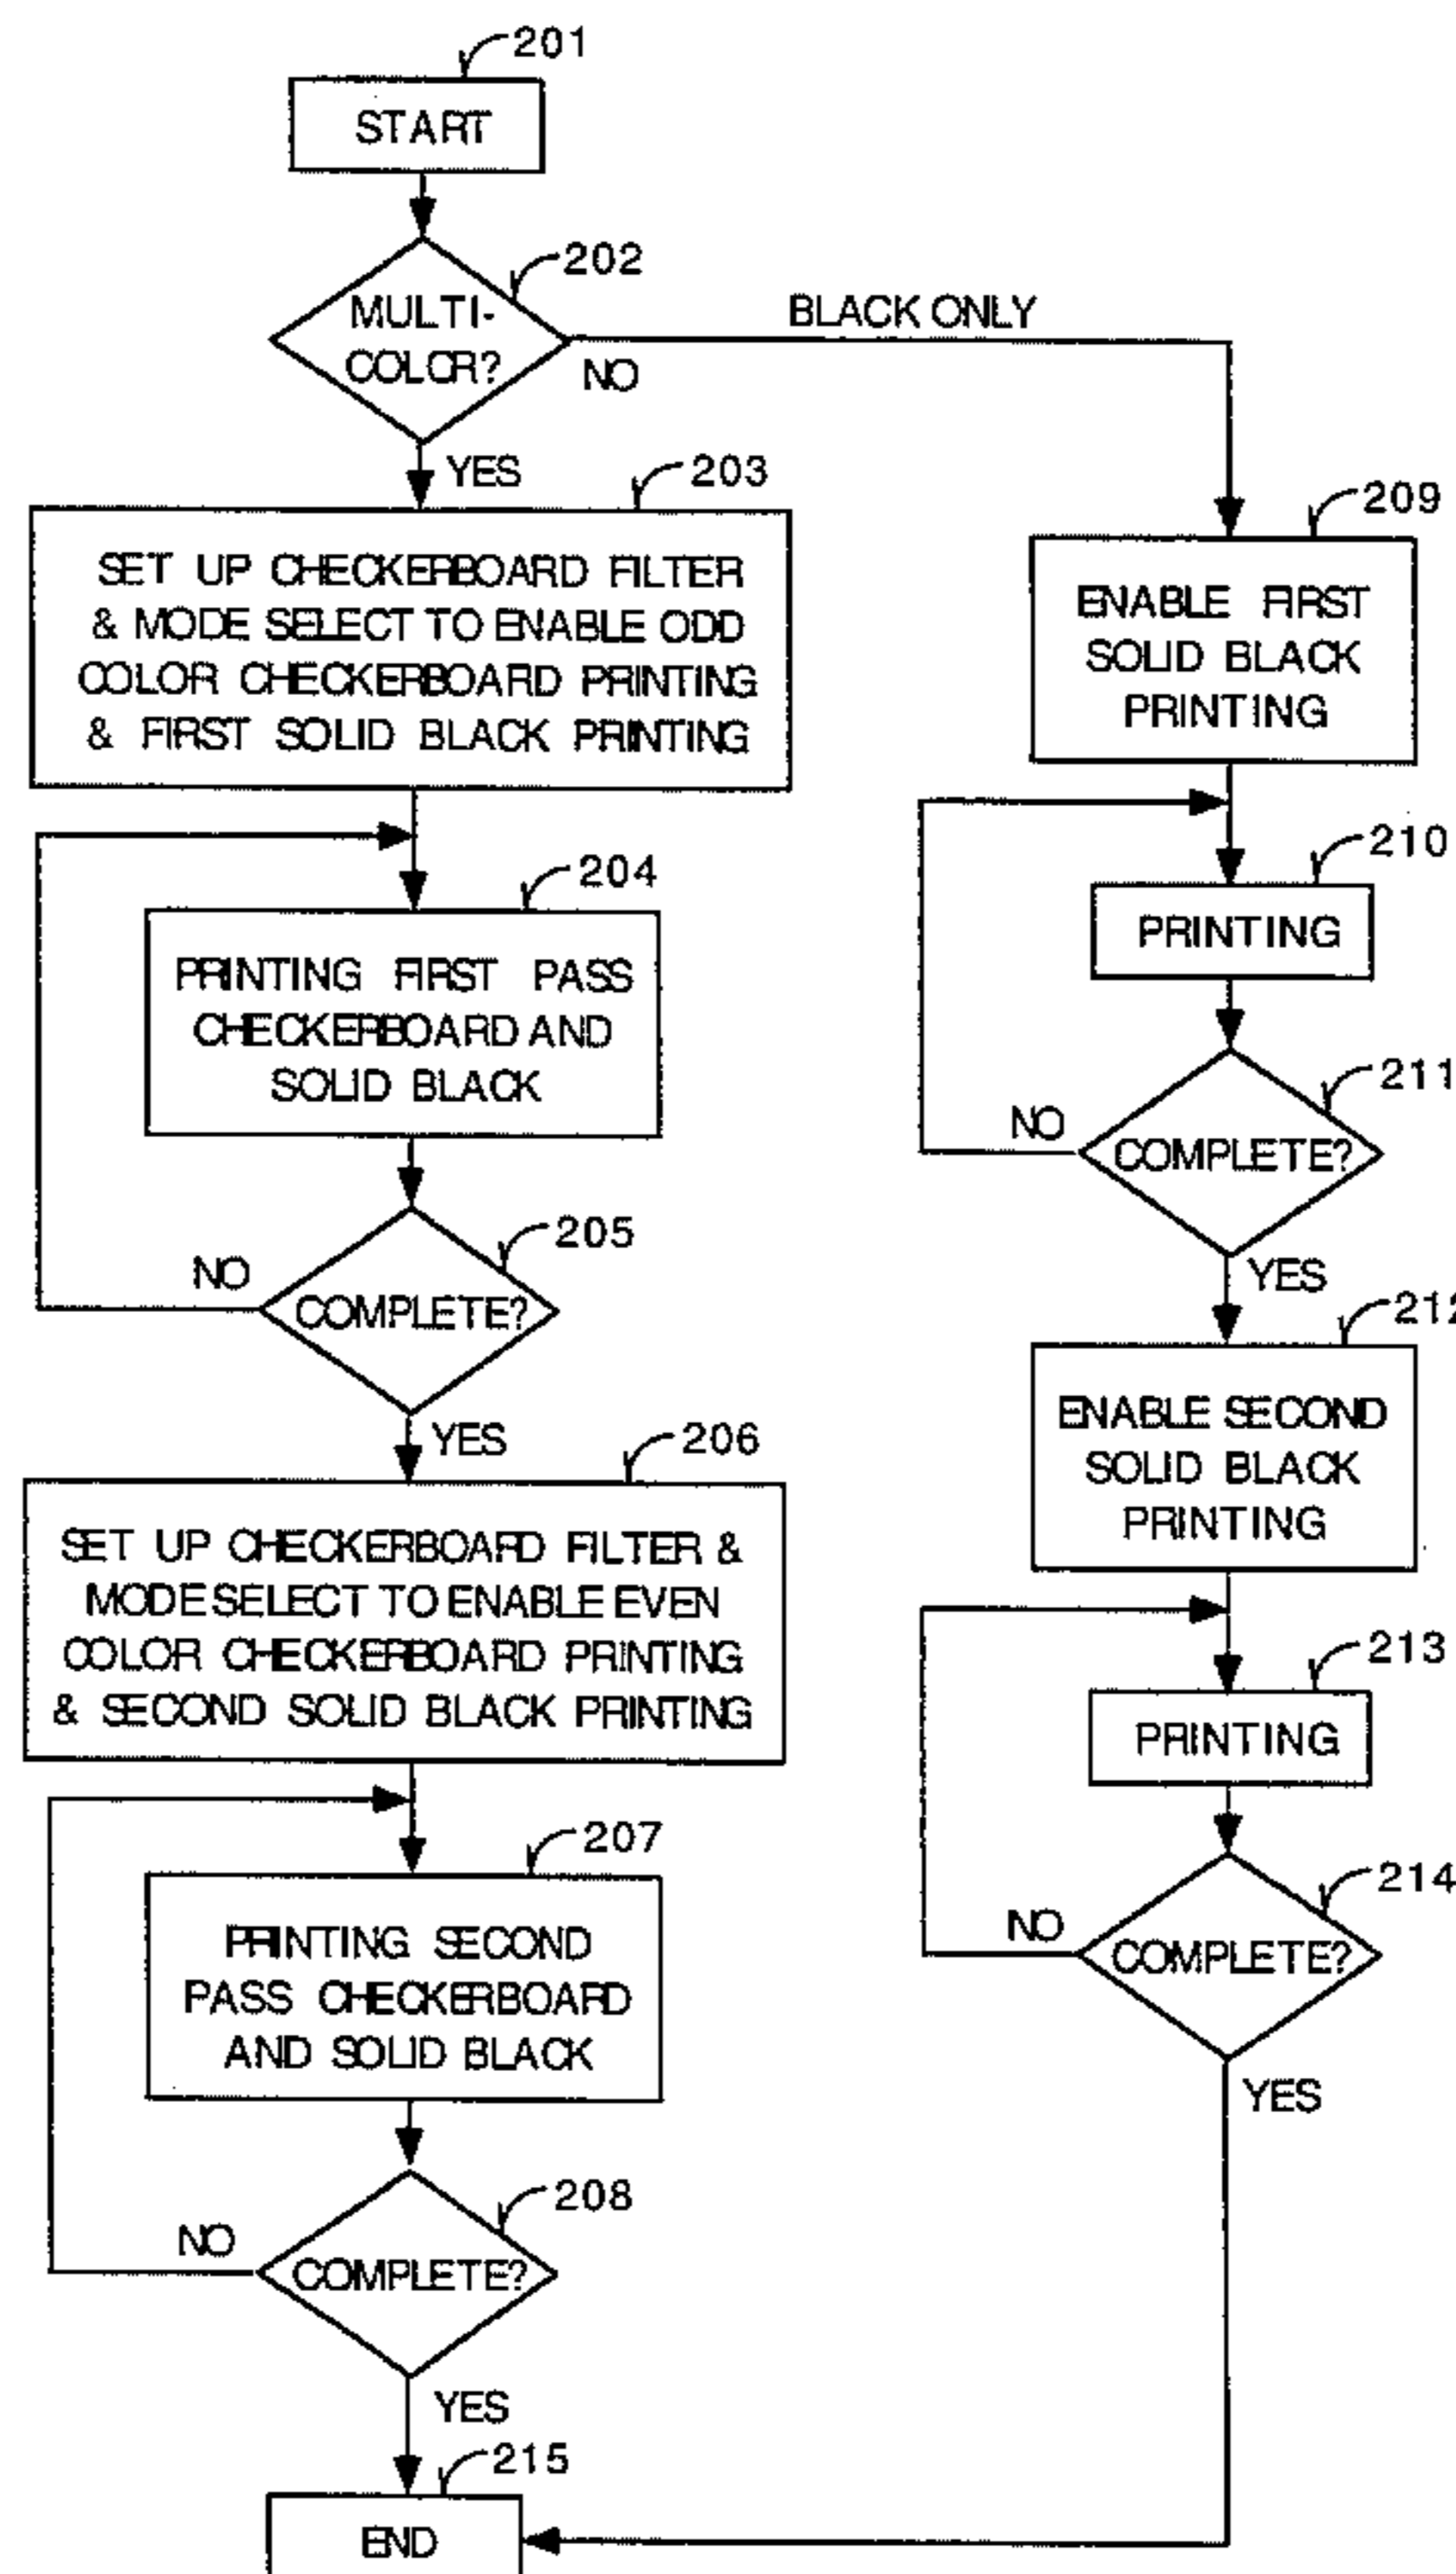 201
START
202
MULTI-
COLOR?
BLACK ONLY
NO
YES
203
SET UP CHECKERBOARD FILTER
& MODE SELECT TO ENABLE ODD
COLOR CHECKERBOARD PRINTING
& FIRST SOLID BLACK PRINTING
204
PRINTING FIRST PASS
CHECKERBOARD AND
SOLID BLACK
205
NO
COMPLETE?
YES
206
SET UP CHECKERBOARD FILTER &
MODE SELECT TO ENABLE EVEN
COLOR CHECKERBOARD PRINTING
& SECOND SOLID BLACK PRINTING
207
PRINTING SECOND
PASS CHECKERBOARD
AND SOLID BLACK
208
NO
COMPLETE?
YES
209
ENABLE FIRST
SOLID BLACK
PRINTING
210
PRINTING
211
NO
COMPLETE?
YES
212
ENABLE SECOND
SOLID BLACK
PRINTING
213
PRINTING
214
NO
COMPLETE?
YES
215
END